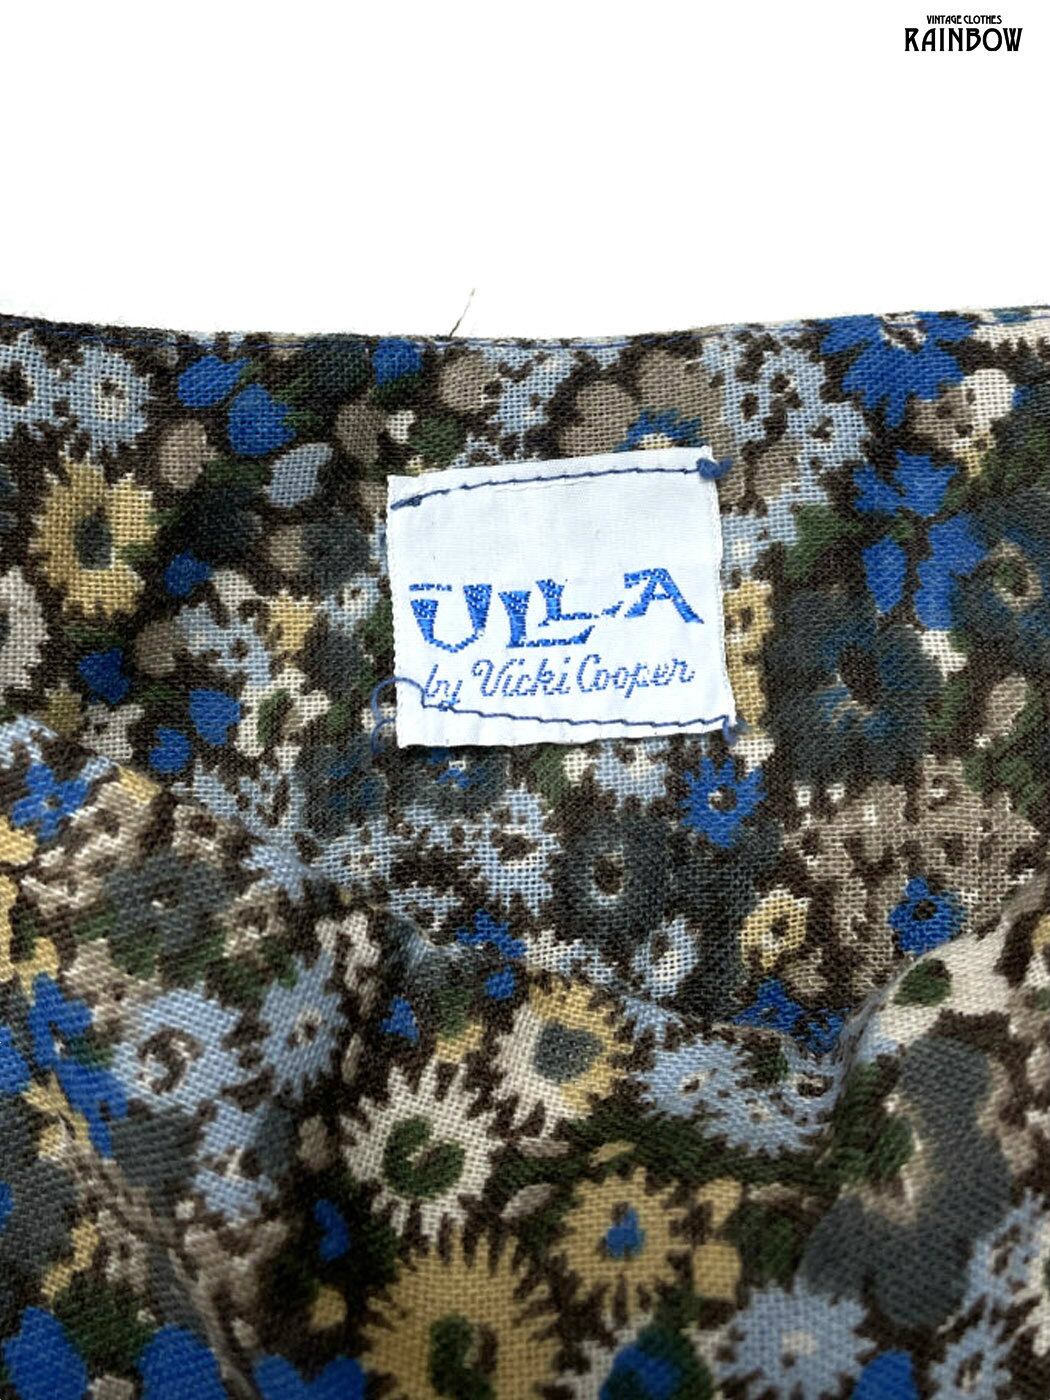 VINTAGE CLOTHES
RAINBOW
ULLA
by Vicki Cooper